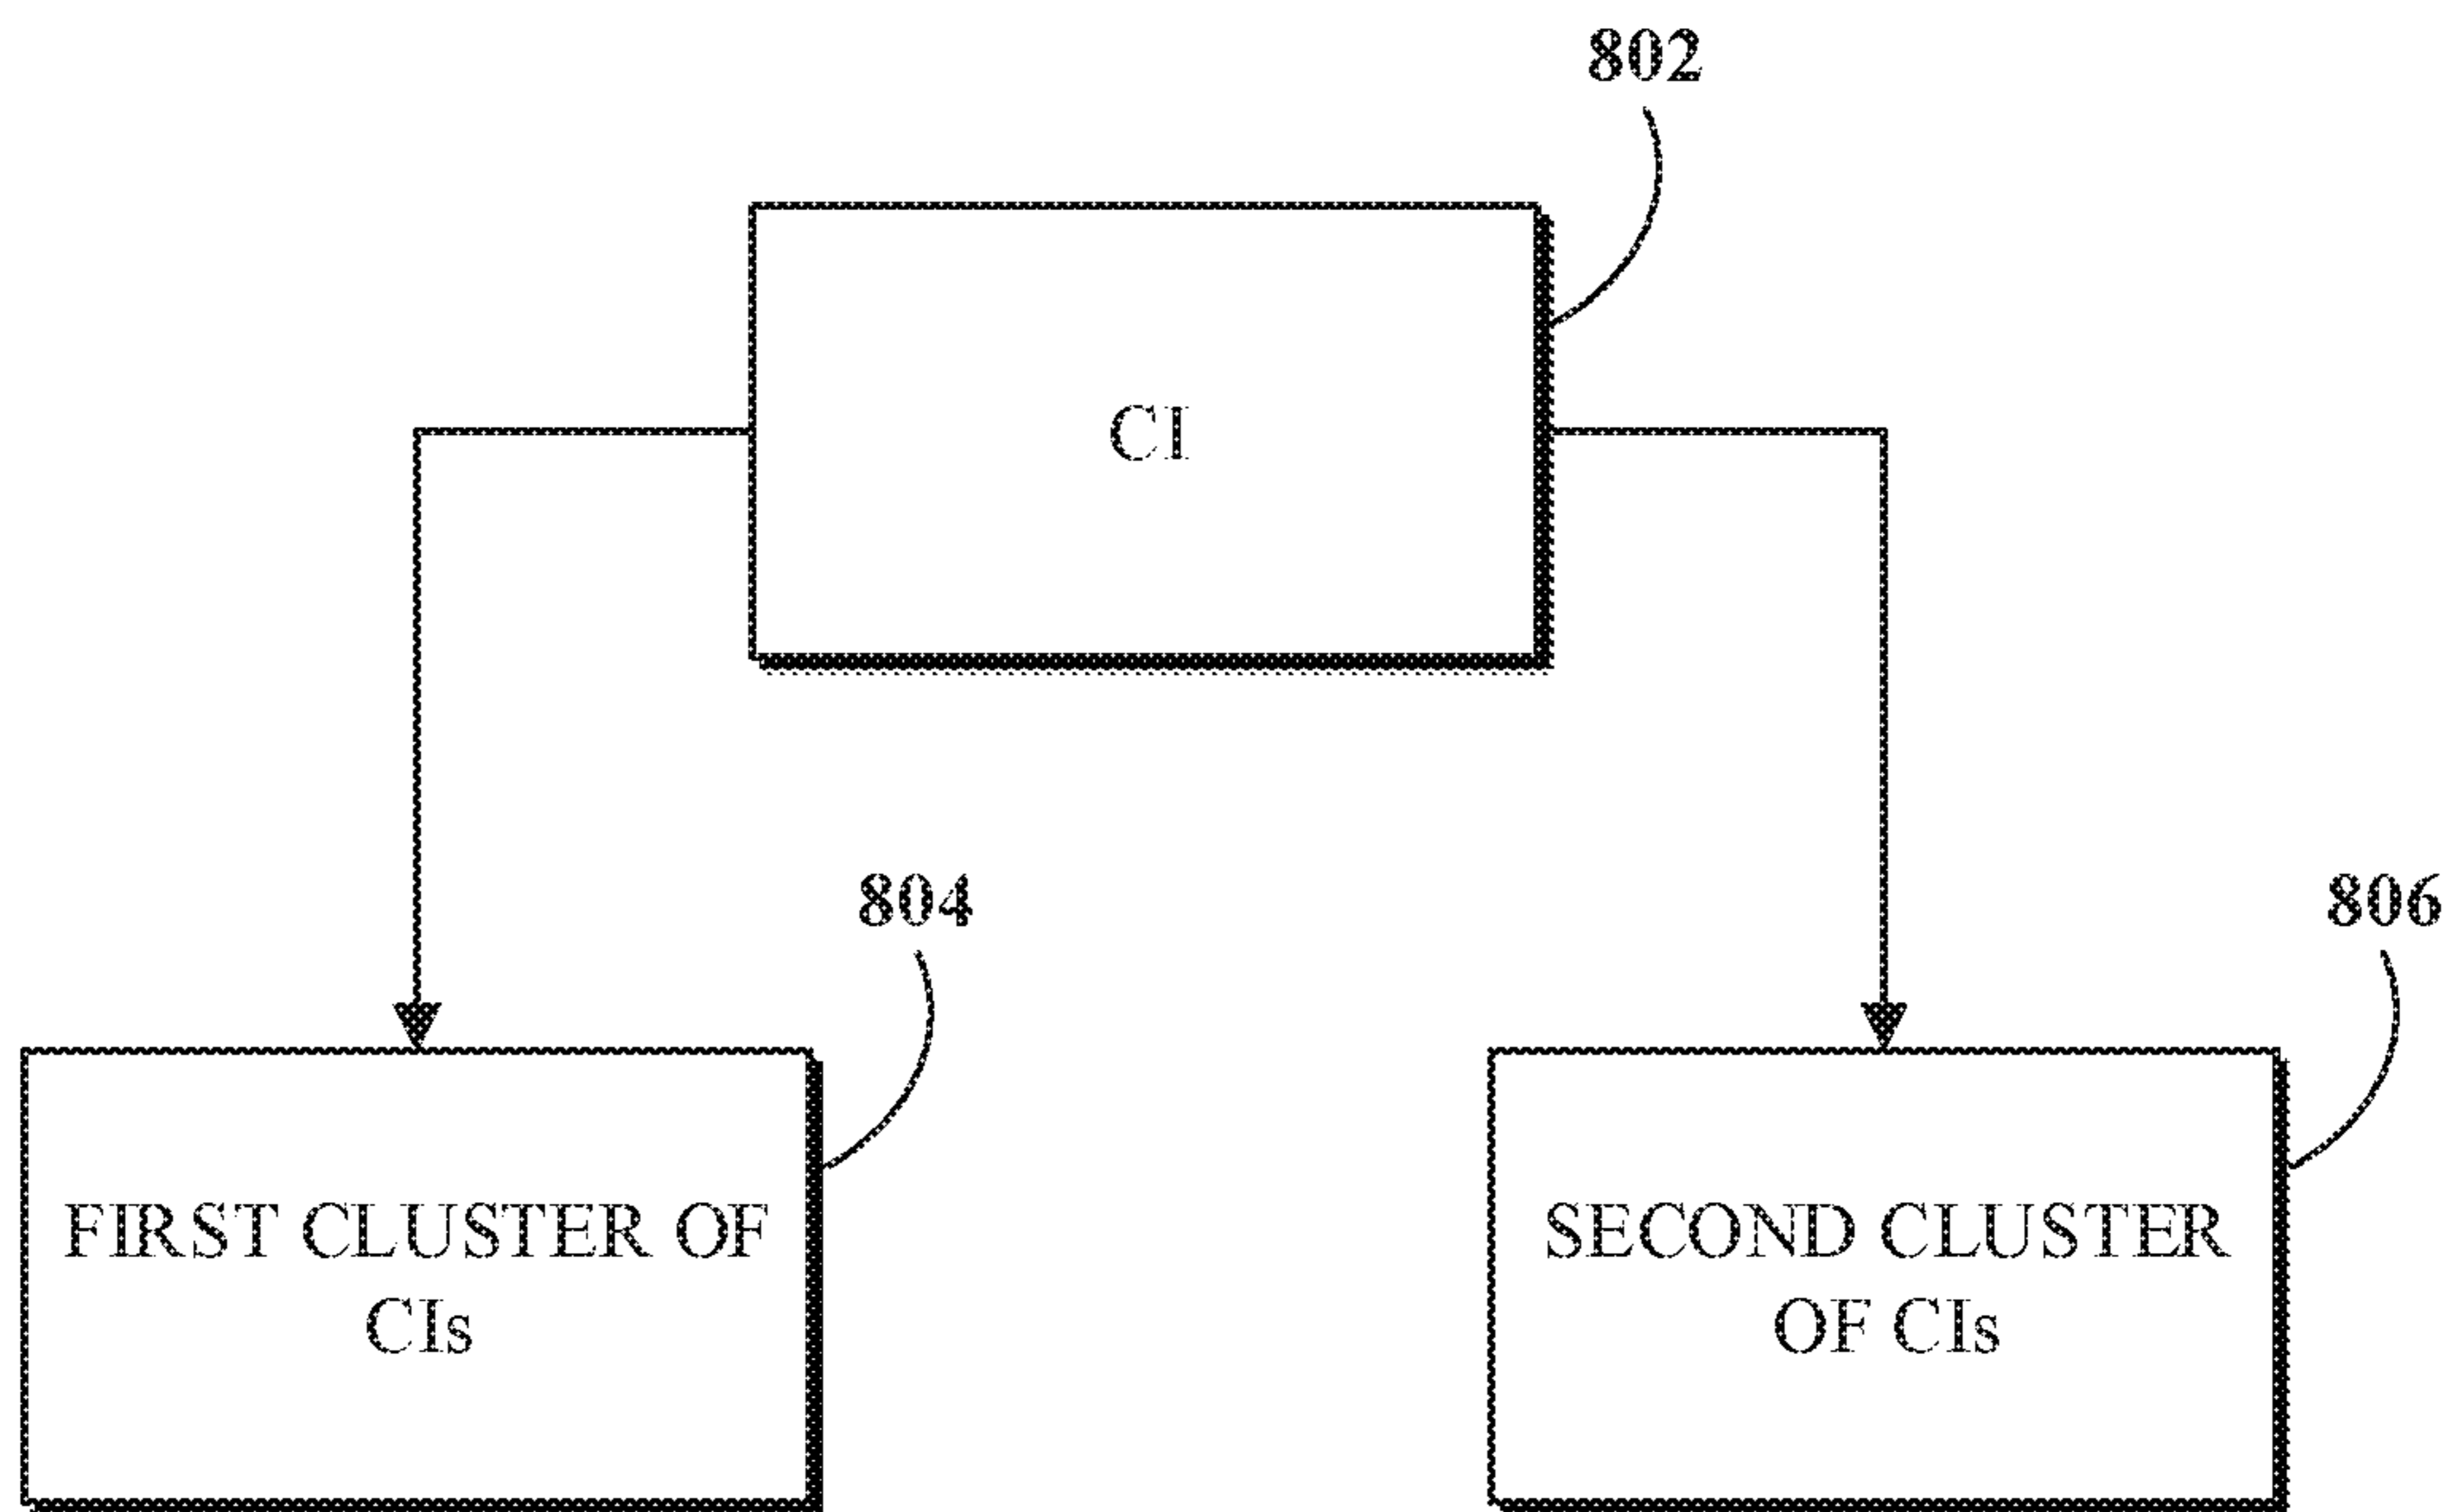 802
CI
804
806
FIRST CLUSTER OF
CIs
SECOND CLUSTER
OF CIs